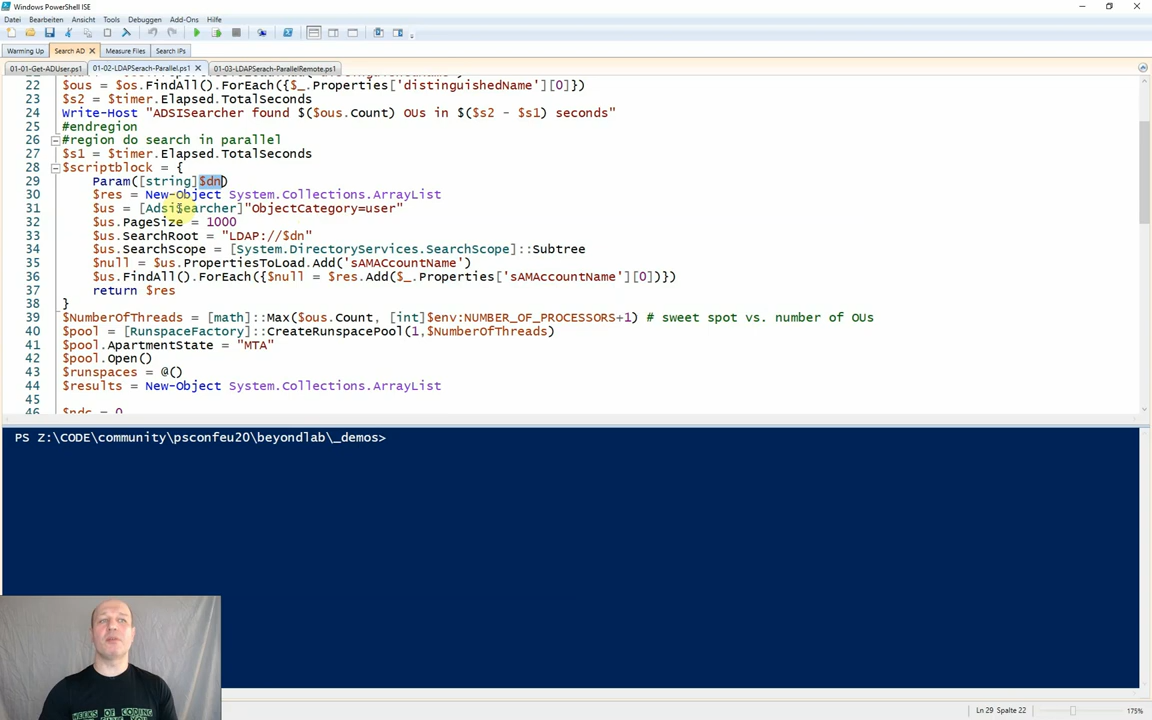 Windows PowerShell ISE
Datei Bearbeiten Ansicht Tools Debuggen Add-Ons Hilfe
Warming Up Search AD Measure Files Search IPs
01-01-Get-ADUser.ps1 01-02-LDAPSerach-Parallel.ps1 01-03-LDAPSerach-ParallelRemote.ps1
22 $ous = $os.FindAll().ForEach({$_.Properties['distinguishedName'][0]})
23 $s2 = $timer.Elapsed.TotalSeconds
24 Write-Host "ADSISearcher found $($ous.Count) OUs in $($s2 - $s1) seconds"
25 #endregion
26 #region do search in parallel
27 $s1 = $timer.Elapsed.TotalSeconds
28 $scriptblock = {
29 Param([string]$dn)
30 $res = New-Object System.Collections.ArrayList
31 $us = [AdsiSearcher]"ObjectCategory=user"
32 $us.PageSize = 1000
33 $us.SearchRoot = "LDAP://$dn"
34 $us.SearchScope = [System.DirectoryServices.SearchScope]::Subtree
35 $null = $us.PropertiesToLoad.Add('sAMACcountName')
36 $us.FindAll().ForEach({$null = $res.Add($_.Properties['sAMAccountName'][0])})
37 return $res
38 }
39 $NumberOfThreads = [math]::Max($ous.Count, [int]$env:NUMBER_OF_PROCESSORS+1) # sweet spot vs. number of OUs
40 $pool = [RunspaceFactory]::CreateRunspacePool(1,$NumberOfThreads)
41 $pool.ApartmentState = "MTA"
42 $pool.Open()
43 $runspaces = @()
44 $results = New-Object System.Collections.ArrayList
45
46 $ndc = 0
PS Z:\CODE\community\psconfeu20\beyondlab\_demos>
WEEKS OF CODING
Ln 29 Spalte 22 175%